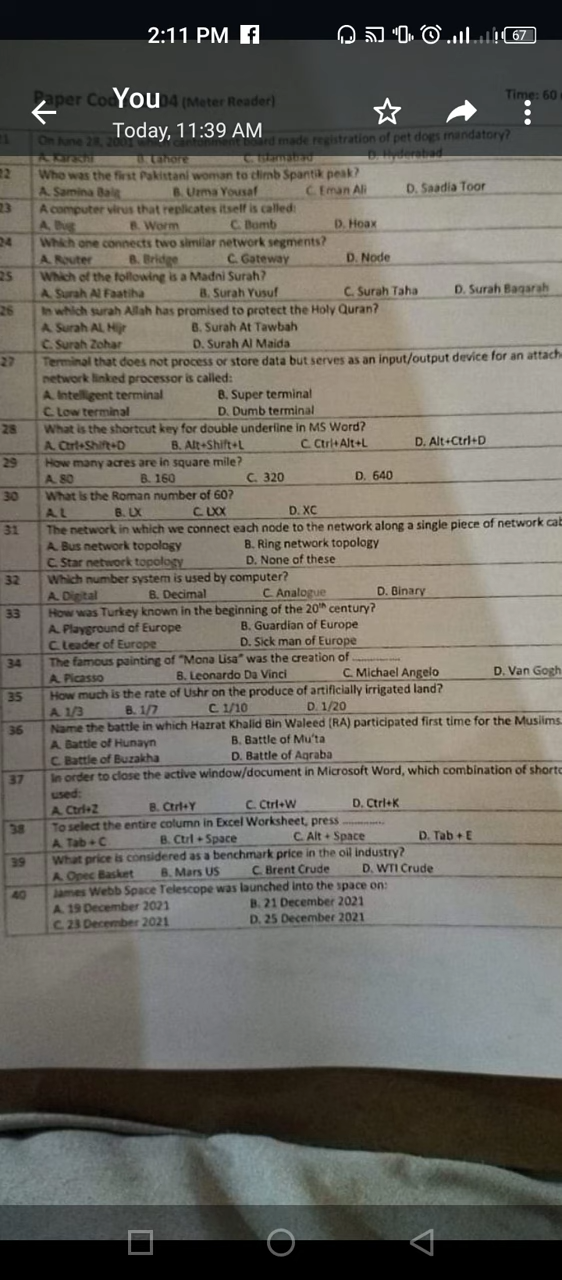 2:11 PM
67
Paper Cod 04 (Meter Reader) Time: 60
You
Today, 11:39 AM
On June 28, 2001 which cantonment board made registration of pet dogs mandatory?
A. Karachi B. Lahore C. Islamabad D. Hyderabad
22 Who was the first Pakistani woman to climb Spantik peak?
A. Samina Baig B. Uzma Yousaf C. Eman Ali D. Saadia Toor
23 A computer virus that replicates itself is called:
A. Bug B. Worm C. Bomb D. Hoax
24 Which one connects two similar network segments?
A. Router B. Bridge C. Gateway D. Node
25 Which of the following is a Madni Surah?
A. Surah Al Faatiha B. Surah Yusuf C. Surah Taha D. Surah Baqarah
26 In which surah Allah has promised to protect the Holy Quran?
A. Surah AL Hijr B. Surah At Tawbah
C. Surah Zohar D. Surah Al Maida
27 Terminal that does not process or store data but serves as an input/output device for an attach
network linked processor is called:
A. Intelligent terminal B. Super terminal
C. Low terminal D. Dumb terminal
28 What is the shortcut key for double underline in MS Word?
A. Ctrl+Shift+D B. Alt+Shift+L C. Ctrl+Alt+L D. Alt+Ctrl+D
29 How many acres are in square mile?
A. 80 B. 160 C. 320 D. 640
30 What is the Roman number of 60?
A. L B. LX C. LXX D. XC
31 The network in which we connect each node to the network along a single piece of network cab
A. Bus network topology B. Ring network topology
C. Star network topology D. None of these
32 Which number system is used by computer?
A. Digital B. Decimal C. Analogue D. Binary
33 How was Turkey known in the beginning of the 20th century?
A. Playground of Europe B. Guardian of Europe
C. Leader of Europe D. Sick man of Europe
34 The famous painting of "Mona Lisa" was the creation of ..............
A. Picasso B. Leonardo Da Vinci C. Michael Angelo D. Van Gogh
35 How much is the rate of Ushr on the produce of artificially irrigated land?
A. 1/3 B. 1/7 C. 1/10 D. 1/20
36 Name the battle in which Hazrat Khalid Bin Waleed (RA) participated first time for the Muslims
A. Battle of Hunayn B. Battle of Mu'ta
C. Battle of Buzakha D. Battle of Aqraba
37 In order to close the active window/document in Microsoft Word, which combination of shortc
used:
A. Ctrl+Z B. Ctrl+Y C. Ctrl+W D. Ctrl+K
38 To select the entire column in Excel Worksheet, press ............
A. Tab + C B. Ctrl + Space C. Alt + Space D. Tab + E
39 What price is considered as a benchmark price in the oil industry?
A. Opec Basket B. Mars US C. Brent Crude D. WTI Crude
40 James Webb Space Telescope was launched into the space on:
A. 19 December 2021 B. 21 December 2021
C. 23 December 2021 D. 25 December 2021